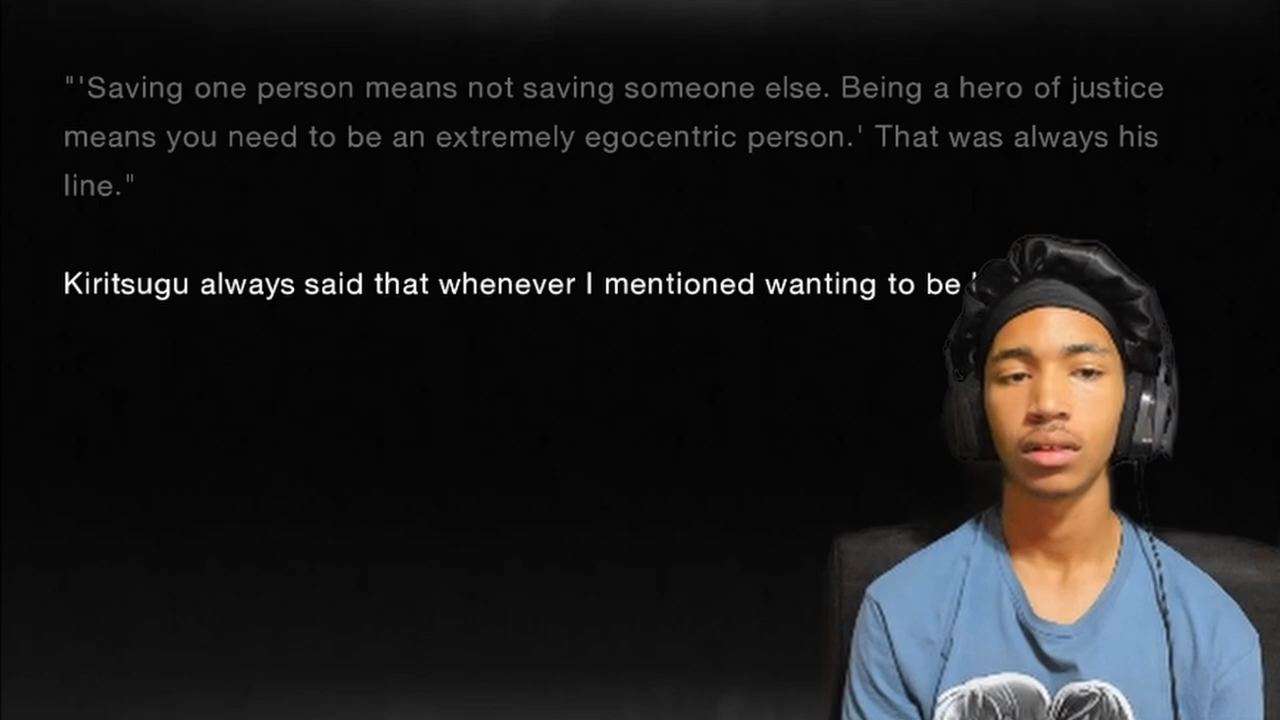 "'Saving one person means not saving someone else. Being a hero of justice
means you need to be an extremely egocentric person.' That was always his
line."
Kiritsugu always said that whenever I mentioned wanting to be